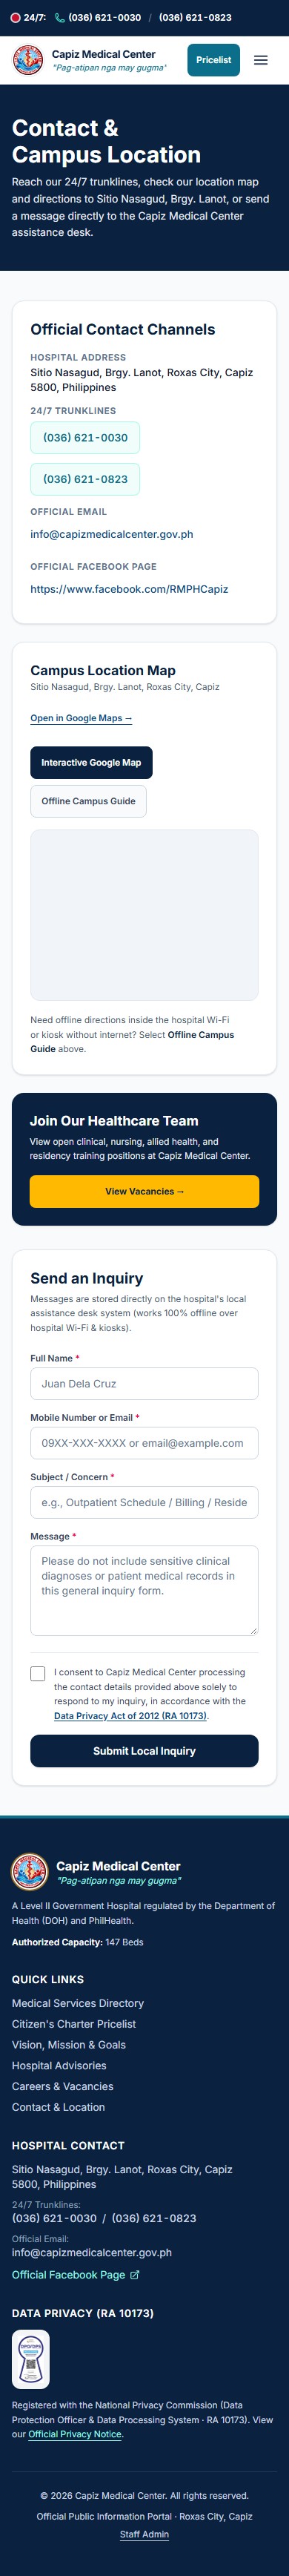 24/7: (036) 621-0030 / (036) 621-0823
Capiz Medical Center
"Pag-atipan nga may gugma"
Pricelist
Contact &
Campus Location
Reach our 24/7 trunklines, check our location map
and directions to Sitio Nasagud, Brgy. Lanot, or send
a message directly to the Capiz Medical Center
assistance desk.
Official Contact Channels
HOSPITAL ADDRESS
Sitio Nasagud, Brgy. Lanot, Roxas City, Capiz
5800, Philippines
24/7 TRUNKLINES
(036) 621-0030
(036) 621-0823
OFFICIAL EMAIL
info@capizmedicalcenter.gov.ph
OFFICIAL FACEBOOK PAGE
https://www.facebook.com/RMPHCapiz
Campus Location Map
Sitio Nasagud, Brgy. Lanot, Roxas City, Capiz
Open in Google Maps →
Interactive Google Map
Offline Campus Guide
Need offline directions inside the hospital Wi-Fi
or kiosk without internet? Select Offline Campus
Guide above.
Join Our Healthcare Team
View open clinical, nursing, allied health, and
residency training positions at Capiz Medical Center.
View Vacancies →
Send an Inquiry
Messages are stored directly on the hospital's local
assistance desk system (works 100% offline over
hospital Wi-Fi & kiosks).
Full Name *
Juan Dela Cruz
Mobile Number or Email *
09XX-XXX-XXXX or email@example.com
Subject / Concern *
e.g., Outpatient Schedule / Billing / Reside
Message *
Please do not include sensitive clinical
diagnoses or patient medical records in
this general inquiry form.
I consent to Capiz Medical Center processing
the contact details provided above solely to
respond to my inquiry, in accordance with the
Data Privacy Act of 2012 (RA 10173).
Submit Local Inquiry
Capiz Medical Center
"Pag-atipan nga may gugma"
A Level II Government Hospital regulated by the Department of
Health (DOH) and PhilHealth.
Authorized Capacity: 147 Beds
QUICK LINKS
Medical Services Directory
Citizen's Charter Pricelist
Vision, Mission & Goals
Hospital Advisories
Careers & Vacancies
Contact & Location
HOSPITAL CONTACT
Sitio Nasagud, Brgy. Lanot, Roxas City, Capiz
5800, Philippines
24/7 Trunklines:
(036) 621-0030 / (036) 621-0823
Official Email:
info@capizmedicalcenter.gov.ph
Official Facebook Page
DATA PRIVACY (RA 10173)
DPO/DPS
Registered with the National Privacy Commission (Data
Protection Officer & Data Processing System · RA 10173). View
our Official Privacy Notice.
© 2026 Capiz Medical Center. All rights reserved.
Official Public Information Portal · Roxas City, Capiz
Staff Admin